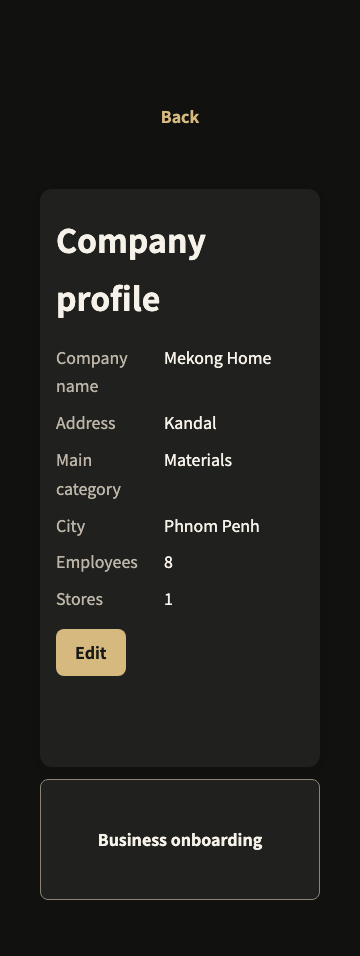 Back
Company
profile
Company name Mekong Home
Address Kandal
Main category Materials
City Phnom Penh
Employees 8
Stores 1
Edit
Business onboarding